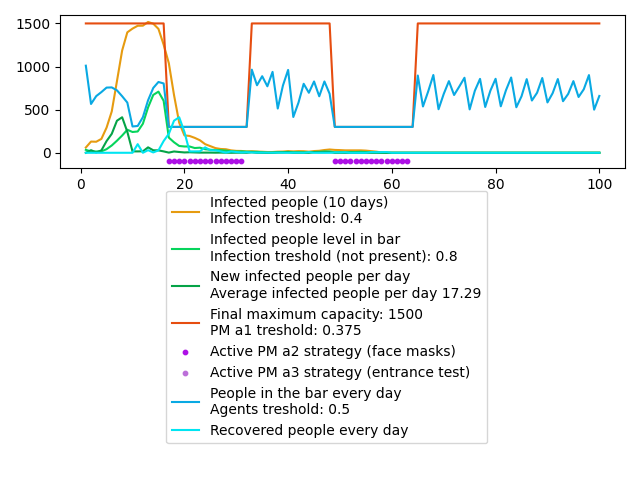 1500
1000
500
0
0 20 40 60 80 100
Infected people (10 days)
Infection treshold: 0.4
Infected people level in bar
Infection treshold (not present): 0.8
New infected people per day
Average infected people per day 17.29
Final maximum capacity: 1500
PM a1 treshold: 0.375
Active PM a2 strategy (face masks)
Active PM a3 strategy (entrance test)
People in the bar every day
Agents treshold: 0.5
Recovered people every day